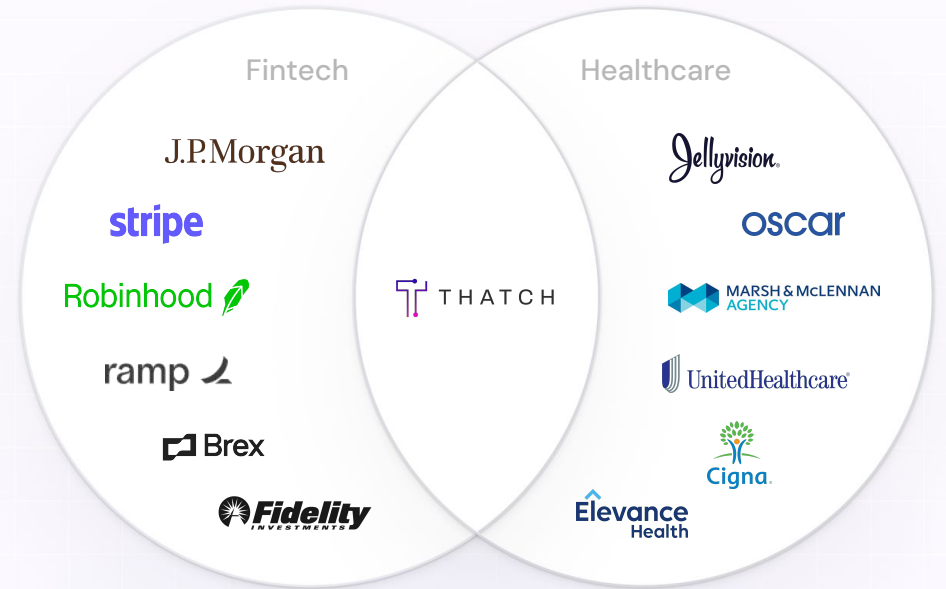 Fintech
Healthcare
J.P.Morgan
stripe
Robinhood
ramp
Brex
Fidelity
INVESTMENTS
THATCH
Jellyvision®
oscar
MARSH & McLENNAN
AGENCY
UnitedHealthcare®
Cigna.
Elevance
Health